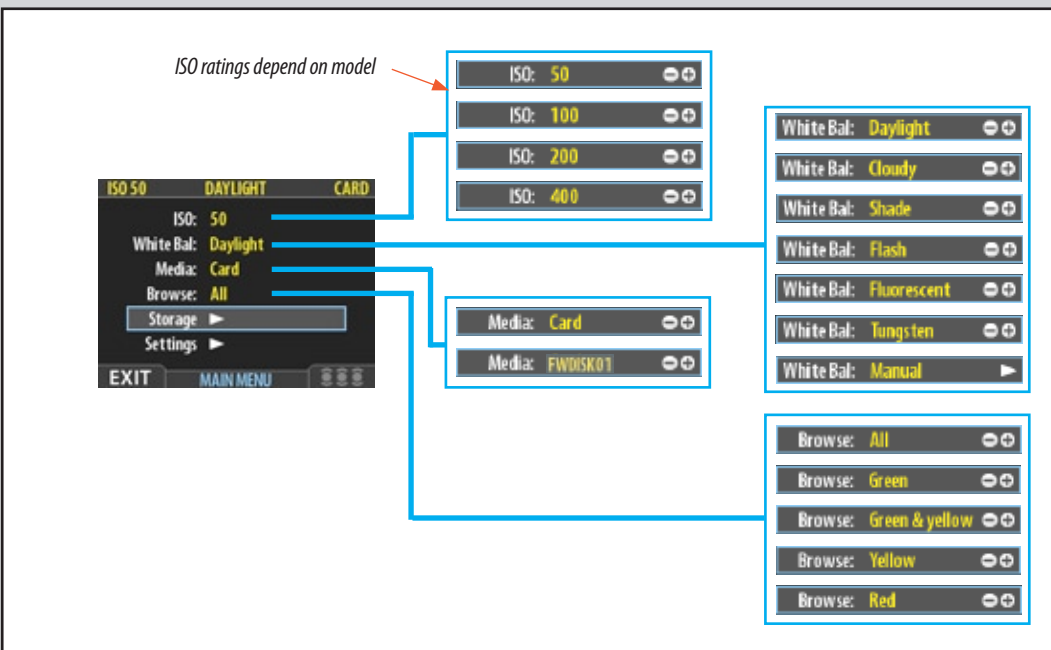 ISO ratings depend on model
ISO 50 DAYLIGHT CARD
ISO: 50
White Bal: Daylight
Media: Card
Browse: All
Storage
Settings
EXIT MAIN MENU
ISO: 50
ISO: 100
ISO: 200
ISO: 400
Media: Card
Media: FWDISK01
White Bal: Daylight
White Bal: Cloudy
White Bal: Shade
White Bal: Flash
White Bal: Fluorescent
White Bal: Tungsten
White Bal: Manual
Browse: All
Browse: Green
Browse: Green & yellow
Browse: Yellow
Browse: Red